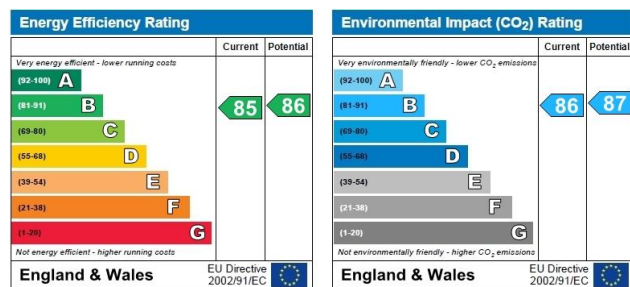 Energy Efficiency Rating
Current Potential
Very energy efficient - lower running costs
(92-100) A
(81-91) B
85 86
(69-80) C
(55-68) D
(39-54) E
(21-38) F
(1-20) G
Not energy efficient - higher running costs
England & Wales
EU Directive
2002/91/EC
Environmental Impact (CO₂) Rating
Current Potential
Very environmentally friendly - lower CO₂ emissions
(92-100) A
(81-91) B
86 87
(69-80) C
(55-68) D
(39-54) E
(21-38) F
(1-20) G
Not environmentally friendly - higher CO₂ emissions
England & Wales
EU Directive
2002/91/EC